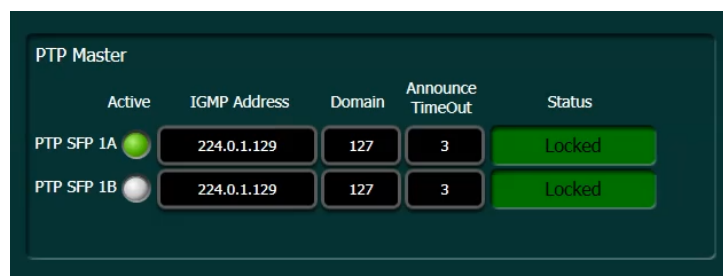 PTP Master
Active IGMP Address Domain Announce TimeOut Status
PTP SFP 1A 224.0.1.129 127 3 Locked
PTP SFP 1B 224.0.1.129 127 3 Locked